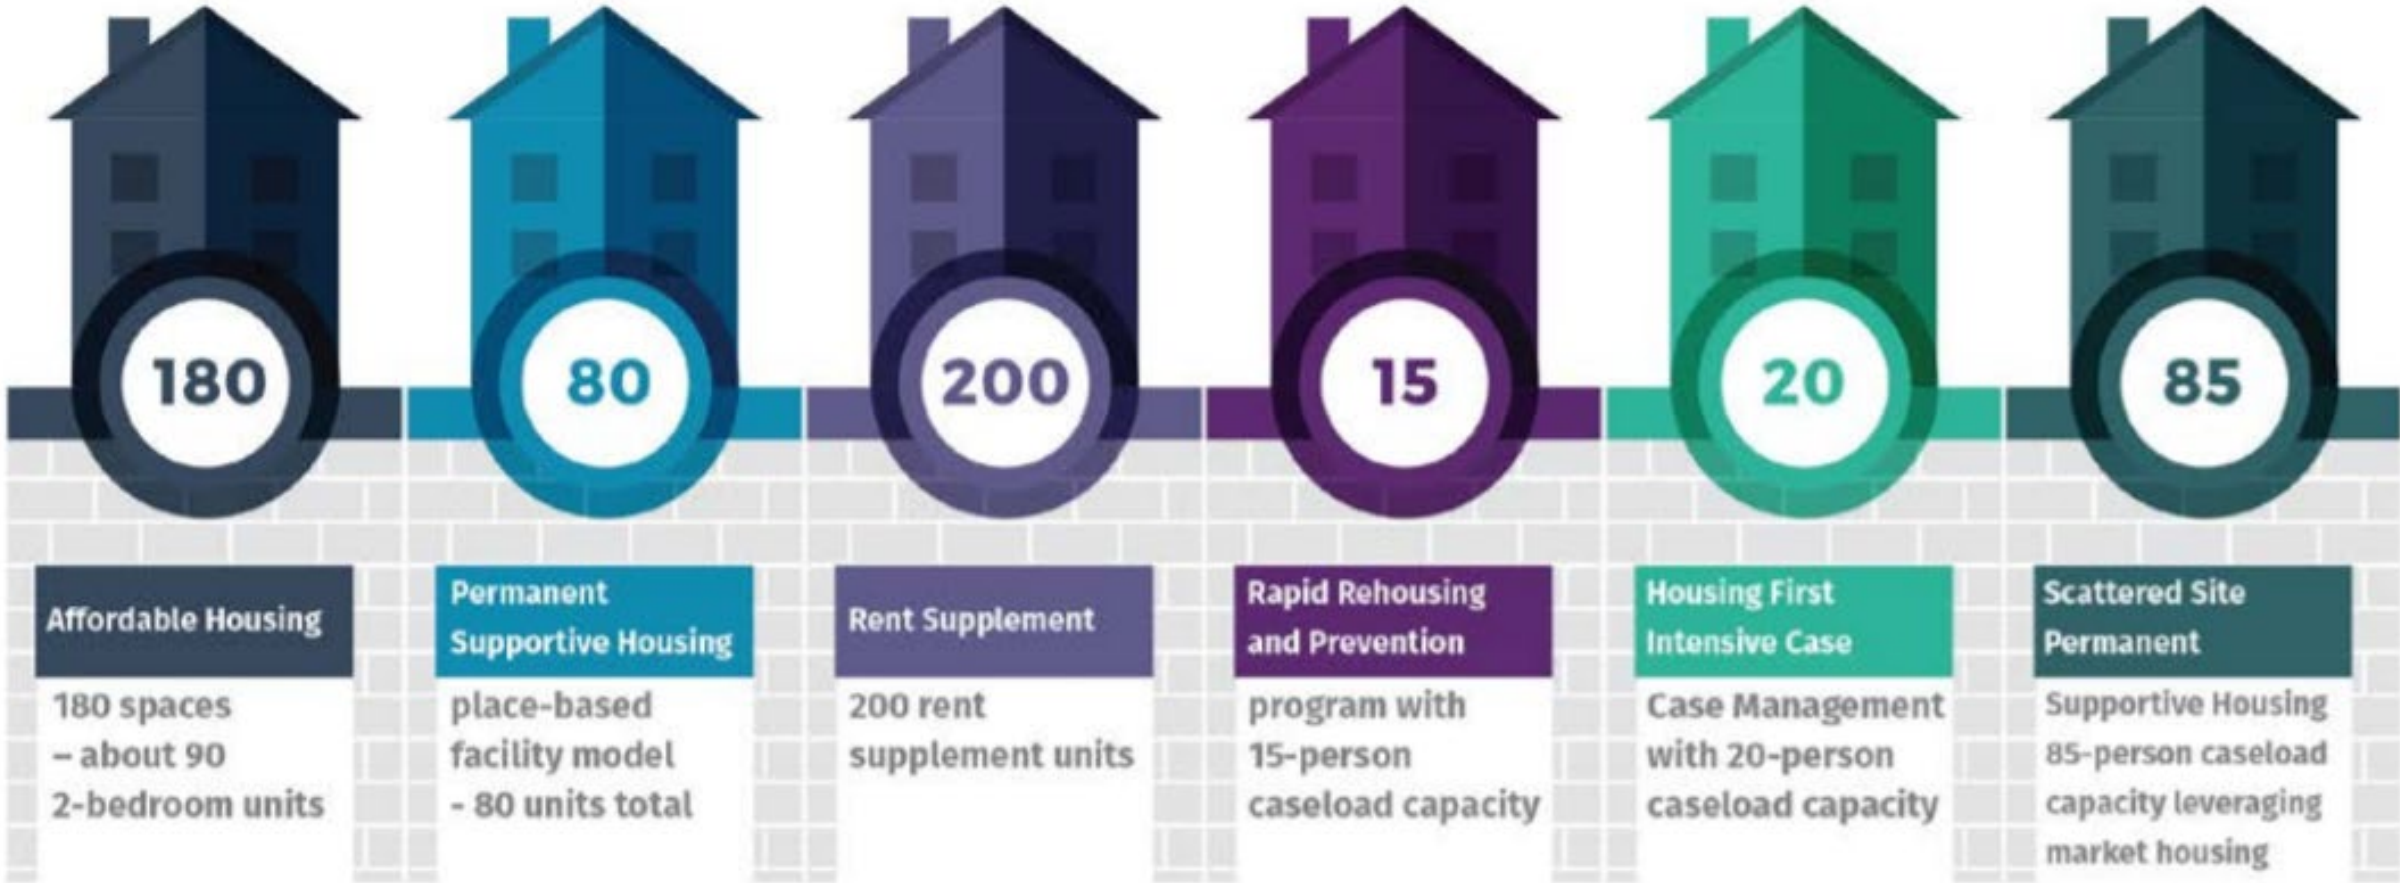 180
80
200
15
20
85
Affordable Housing
180 spaces
– about 90
2-bedroom units
Permanent
Supportive Housing
place-based
facility model
- 80 units total
Rent Supplement
200 rent
supplement units
Rapid Rehousing
and Prevention
program with
15-person
caseload capacity
Housing First
Intensive Case
Case Management
with 20-person
caseload capacity
Scattered Site
Permanent
Supportive Housing
85-person caseload
capacity leveraging
market housing